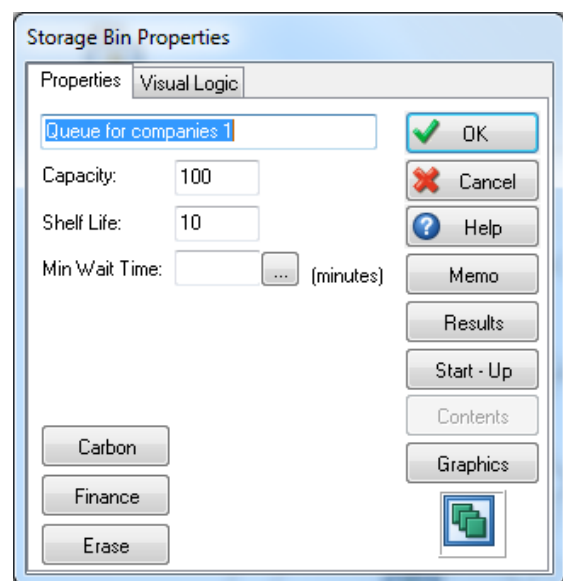 Storage Bin Properties
Properties Visual Logic
Queue for companies 1
OK
Capacity: 100
Cancel
Shelf Life: 10
Help
Min Wait Time: ... (minutes)
Memo
Results
Start - Up
Contents
Carbon
Graphics
Finance
Erase